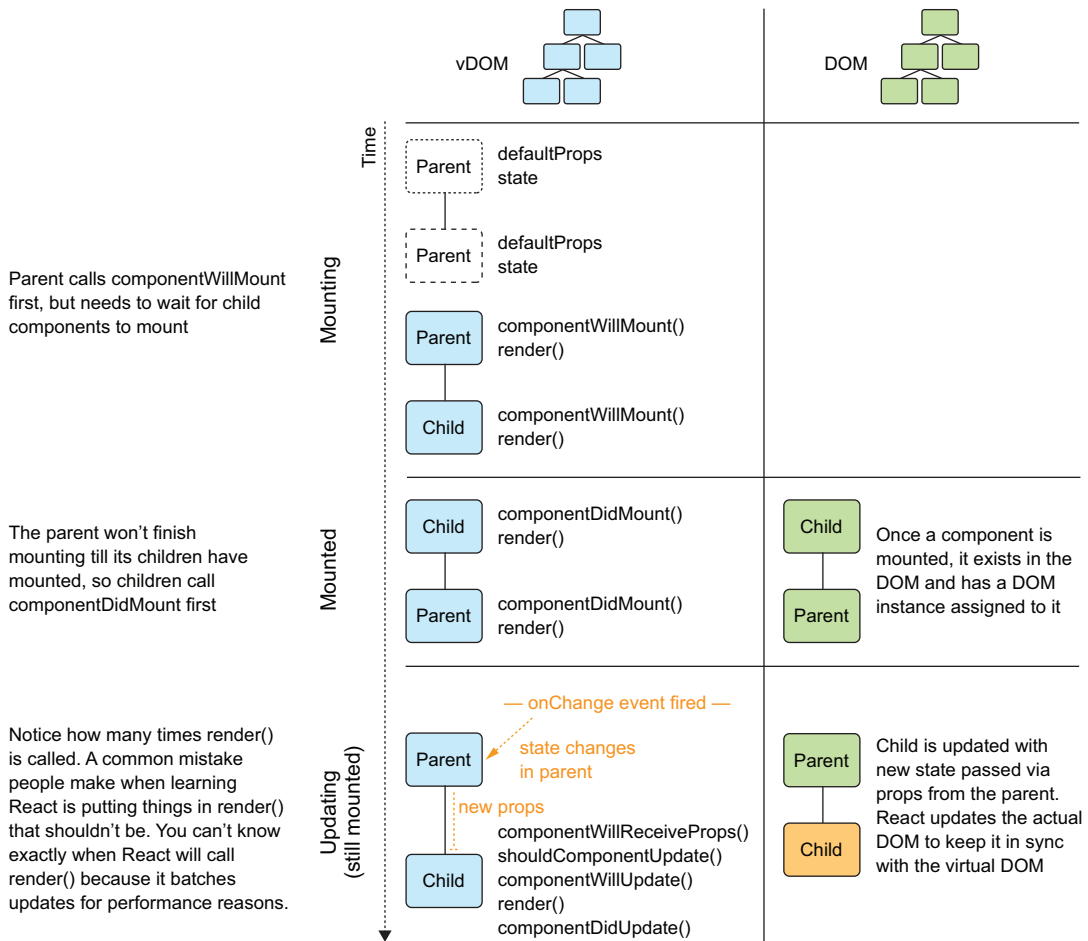 vDOM
DOM
Time
Parent
defaultProps
state
Parent
defaultProps
state
Parent calls componentWillMount
first, but needs to wait for child
components to mount
Mounting
Parent
componentWillMount()
render()
Child
componentWillMount()
render()
The parent won’t finish
mounting till its children have
mounted, so children call
componentDidMount first
Mounted
Child
componentDidMount()
render()
Parent
componentDidMount()
render()
Child
Parent
Once a component is
mounted, it exists in the
DOM and has a DOM
instance assigned to it
Notice how many times render()
is called. A common mistake
people make when learning
React is putting things in render()
that shouldn’t be. You can’t know
exactly when React will call
render() because it batches
updates for performance reasons.
Updating
(still mounted)
— onChange event fired —
Parent
state changes
in parent
new props
Child
componentWillReceiveProps()
shouldComponentUpdate()
componentWillUpdate()
render()
componentDidUpdate()
Parent
Child
Child is updated with
new state passed via
props from the parent.
React updates the actual
DOM to keep it in sync
with the virtual DOM